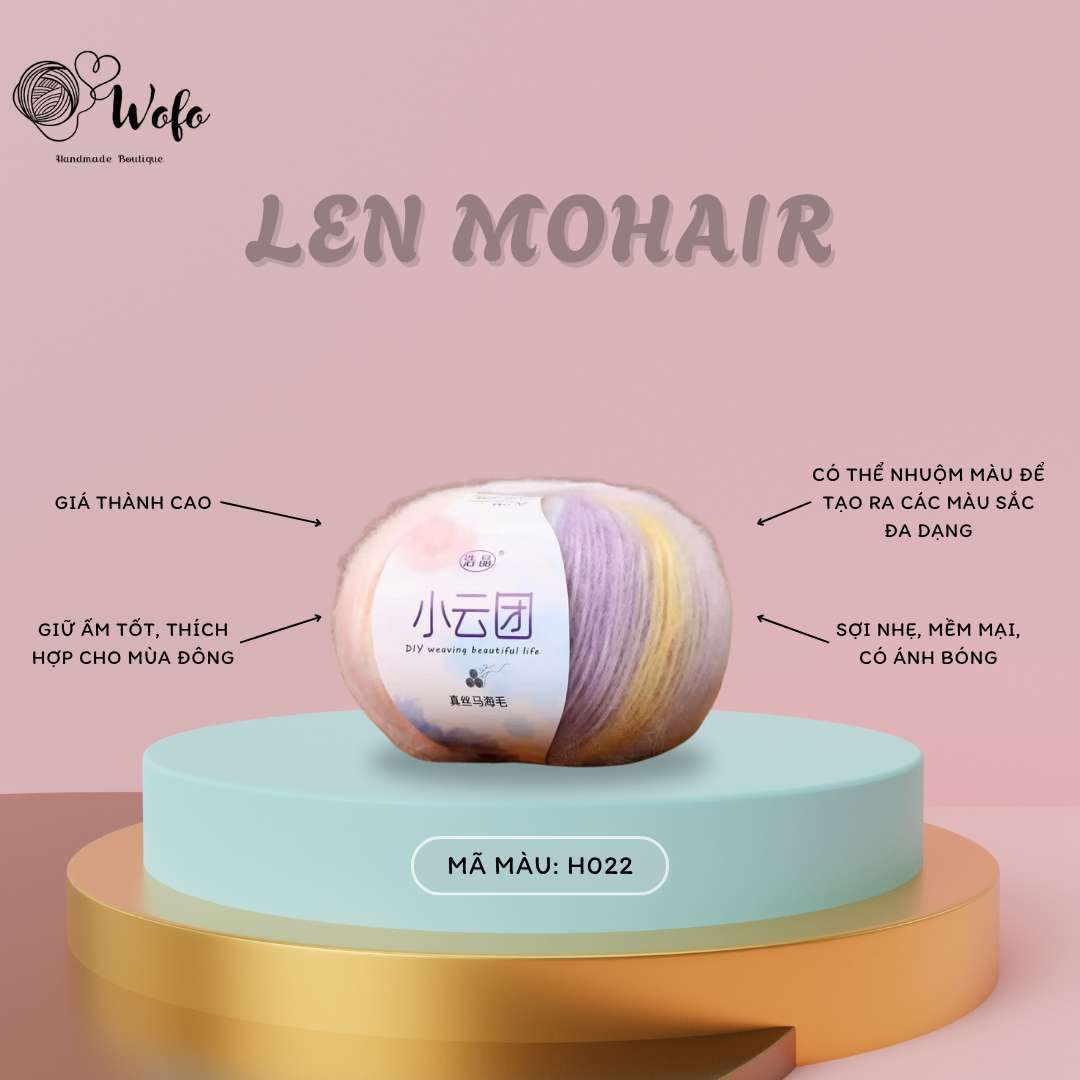 Wofo
Handmade Boutique
LEN MOHAIR
GIÁ THÀNH CAO
GIỮ ẤM TỐT, THÍCH
HỢP CHO MÙA ĐÔNG
CÓ THỂ NHUỘM MÀU ĐỂ
TẠO RA CÁC MÀU SẮC
ĐA DẠNG
SỢI NHẸ, MỀM MẠI,
CÓ ÁNH BÓNG
浩晶®
小云团
DIY weaving beautiful life
真丝马海毛
MÃ MÀU: H022